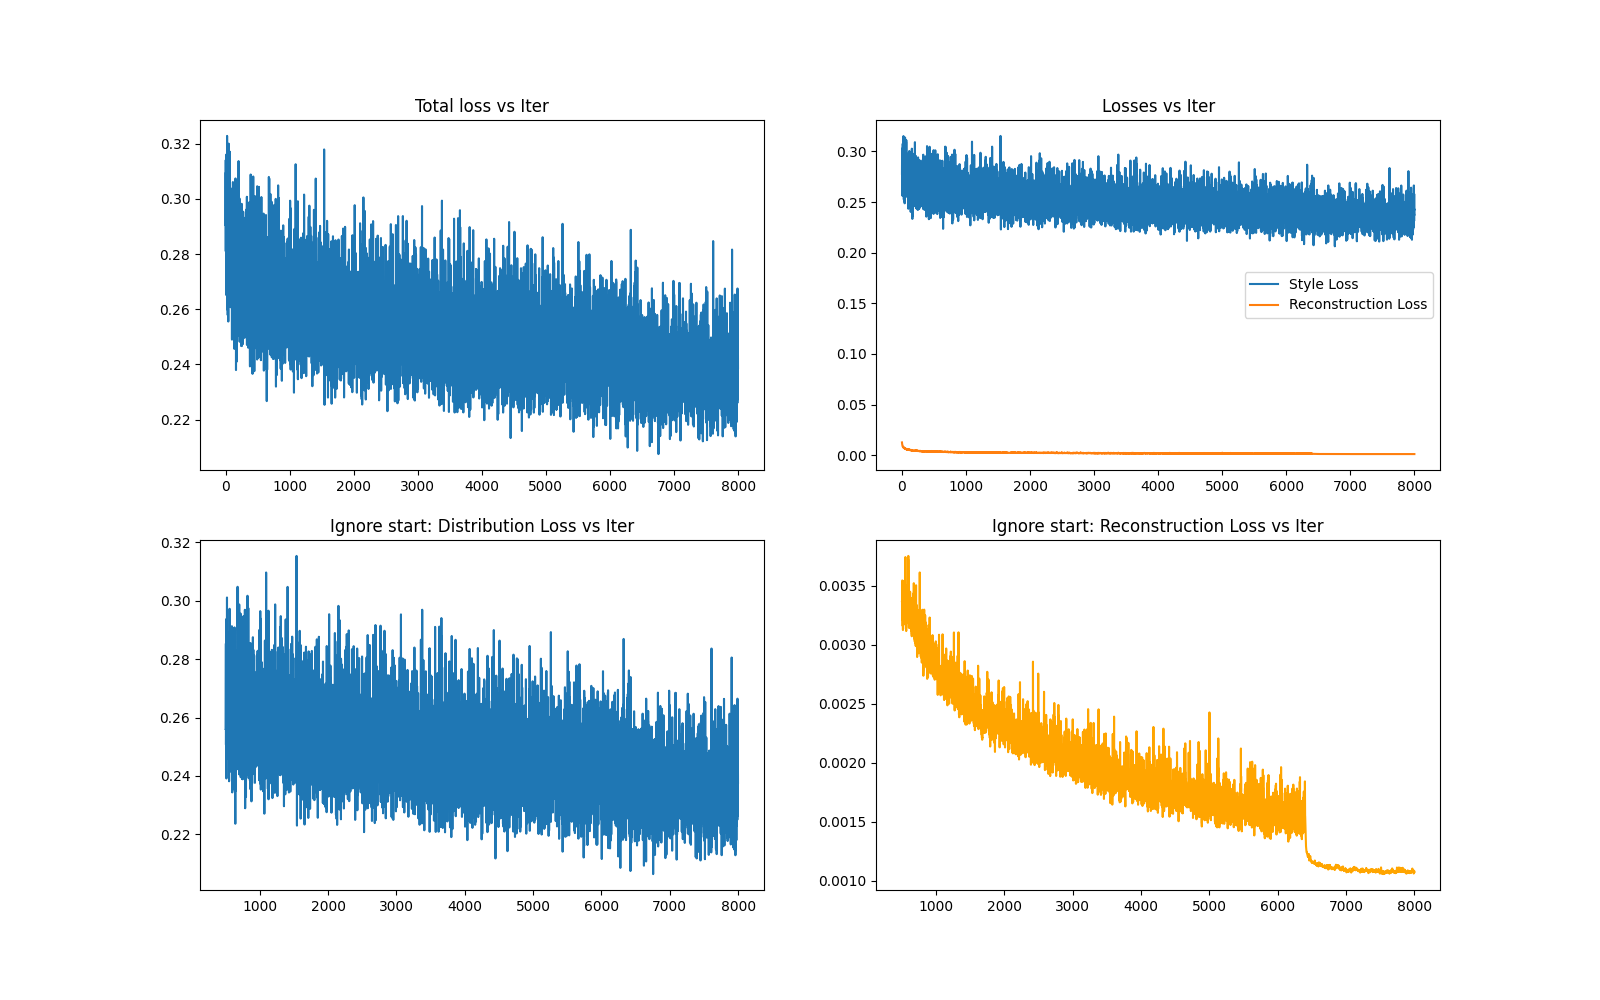 Total loss vs Iter
0.32
0.30
0.28
0.26
0.24
0.22
0 1000 2000 3000 4000 5000 6000 7000 8000
Losses vs Iter
0.30
0.25
0.20
0.15
0.10
0.05
0.00
Style Loss
Reconstruction Loss
0 1000 2000 3000 4000 5000 6000 7000 8000
Ignore start: Distribution Loss vs Iter
0.32
0.30
0.28
0.26
0.24
0.22
1000 2000 3000 4000 5000 6000 7000 8000
Ignore start: Reconstruction Loss vs Iter
0.0035
0.0030
0.0025
0.0020
0.0015
0.0010
1000 2000 3000 4000 5000 6000 7000 8000